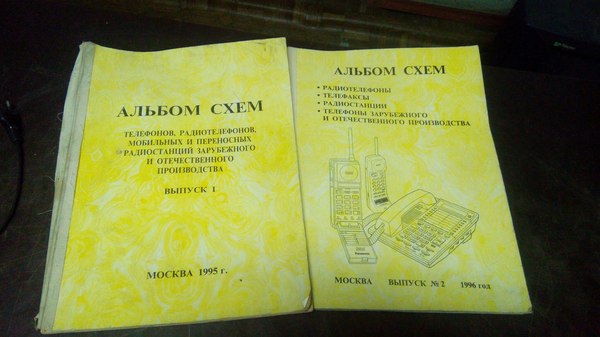 АЛЬБОМ СХЕМ
ТЕЛЕФОНОВ, РАДИОТЕЛЕФОНОВ,
МОБИЛЬНЫХ И ПЕРЕНОСНЫХ
РАДИОСТАНЦИЙ ЗАРУБЕЖНОГО
И ОТЕЧЕСТВЕННОГО
ПРОИЗВОДСТВА
ВЫПУСК 1
МОСКВА 1995 г.
АЛЬБОМ СХЕМ
• РАДИОТЕЛЕФОНЫ
• ТЕЛЕФАКСЫ
• РАДИОСТАНЦИИ
• ТЕЛЕФОНЫ ЗАРУБЕЖНОГО
И ОТЕЧЕСТВЕННОГО ПРОИЗВОДСТВА
Panasonic
МОСКВА ВЫПУСК № 2 1996 год